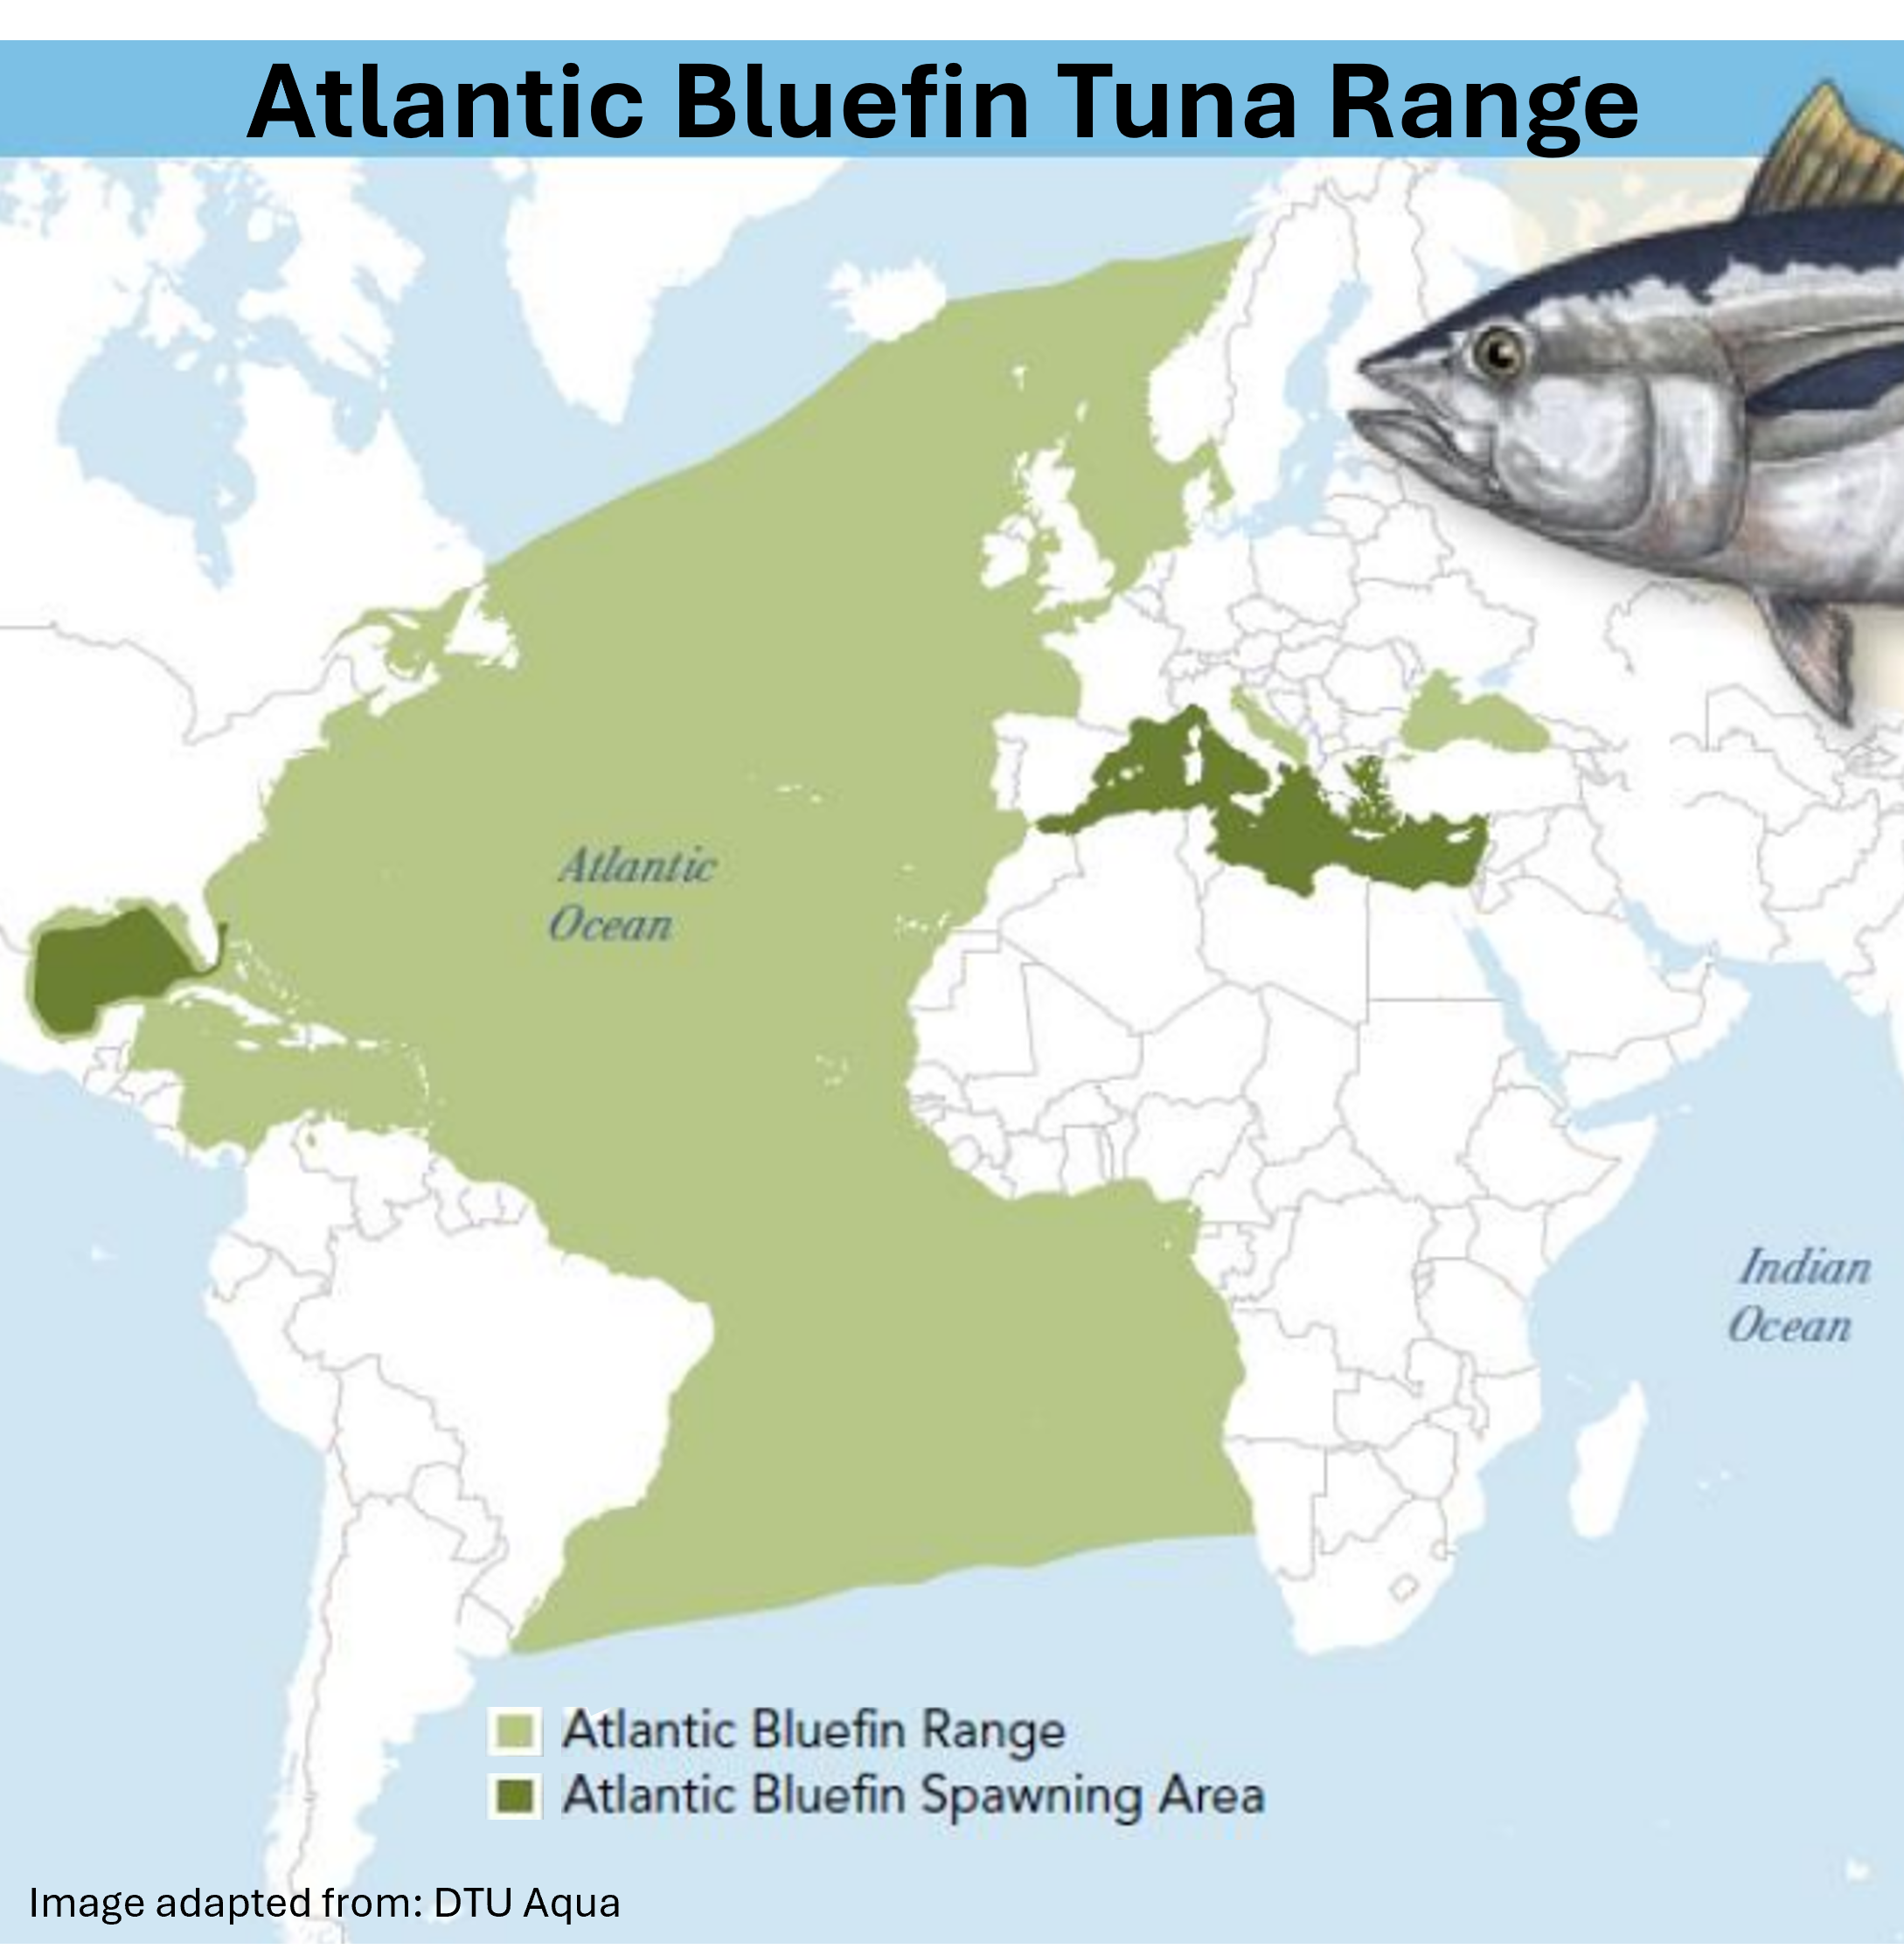 Atlantic Bluefin Tuna Range
Atlantic
Ocean
Indian
Ocean
Atlantic Bluefin Range
Atlantic Bluefin Spawning Area
Image adapted from: DTU Aqua